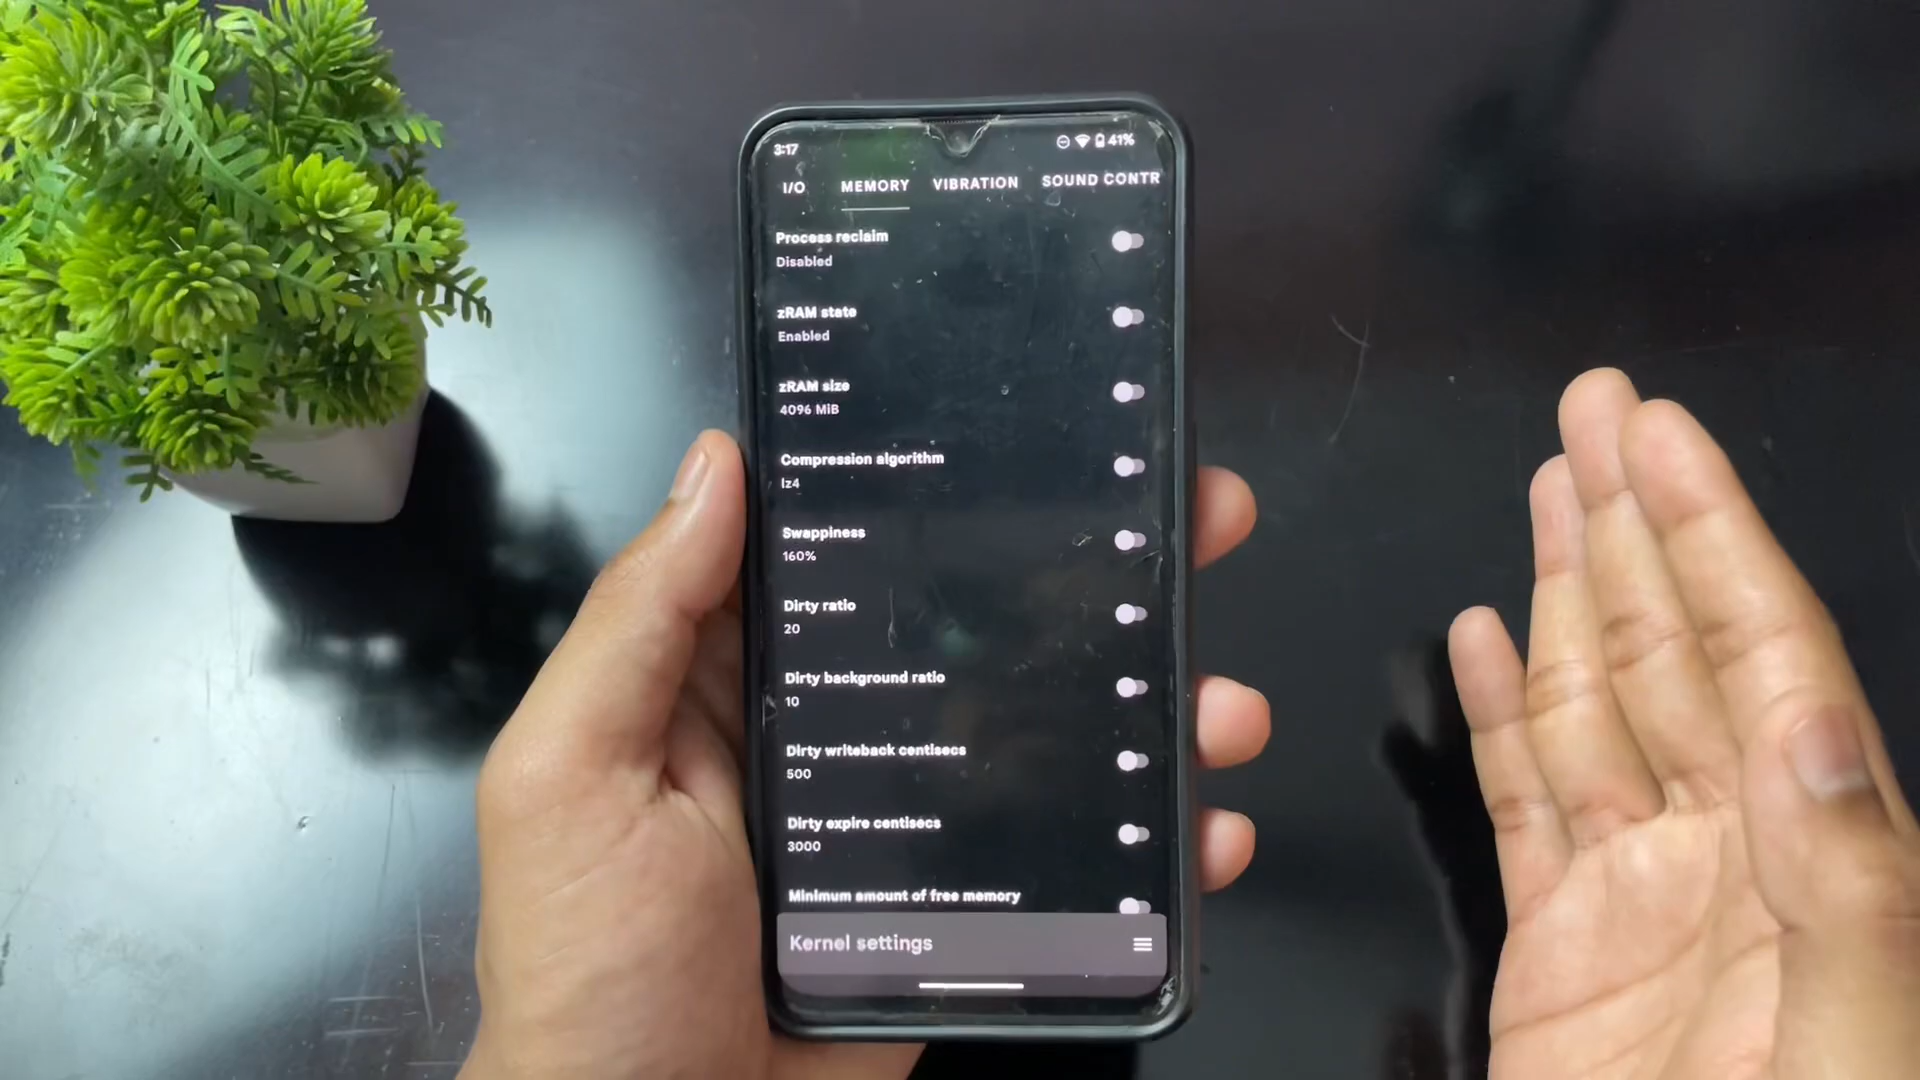 3:17
41%
I/O
MEMORY
VIBRATION
SOUND CONTR
Process reclaim
Disabled
zRAM state
Enabled
zRAM size
4096 MiB
Compression algorithm
lz4
Swappiness
160%
Dirty ratio
20
Dirty background ratio
10
Dirty writeback centisecs
500
Dirty expire centisecs
3000
Minimum amount of free memory
Kernel settings